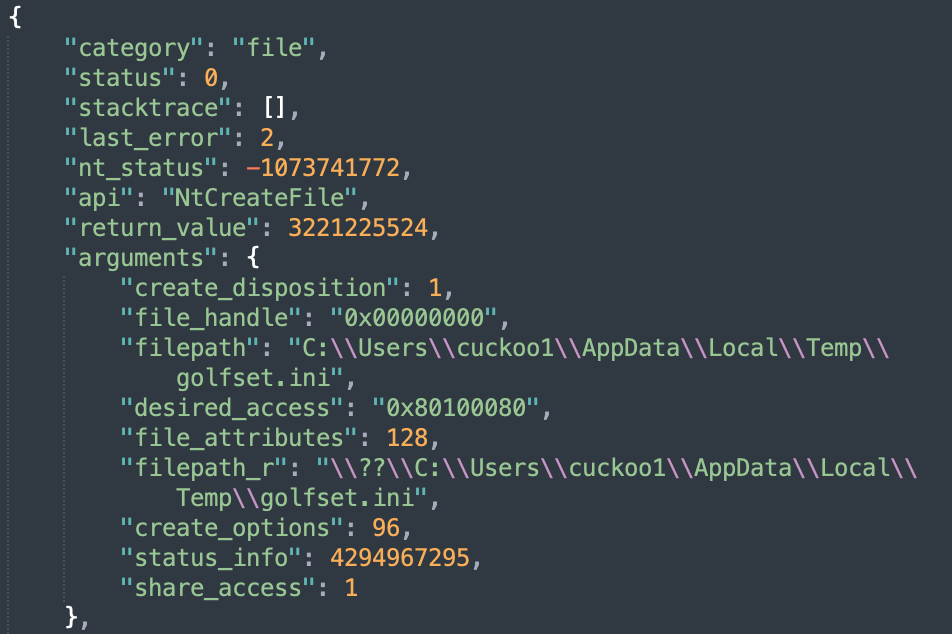 {
"category": "file",
"status": 0,
"stacktrace": [],
"last_error": 2,
"nt_status": -1073741772,
"api": "NtCreateFile",
"return_value": 3221225524,
"arguments": {
"create_disposition": 1,
"file_handle": "0x00000000",
"filepath": "C:\\Users\\cuckoo1\\AppData\\Local\\Temp\\
golfset.ini",
"desired_access": "0x80100080",
"file_attributes": 128,
"filepath_r": "\\??\\C:\\Users\\cuckoo1\\AppData\\Local\\
Temp\\golfset.ini",
"create_options": 96,
"status_info": 4294967295,
"share_access": 1
},